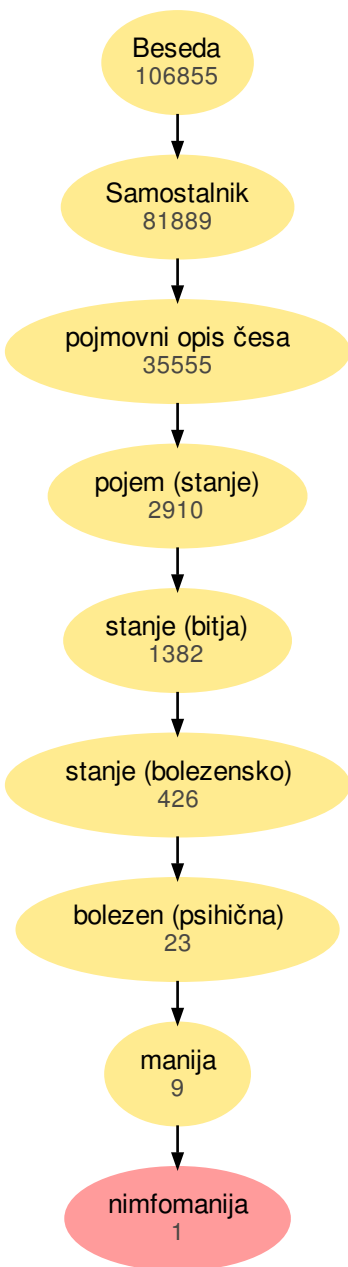 Beseda
106855
Samostalnik
81889
pojmovni opis česa
35555
pojem (stanje)
2910
stanje (bitja)
1382
stanje (bolezensko)
426
bolezen (psihična)
23
manija
9
nimfomanija
1